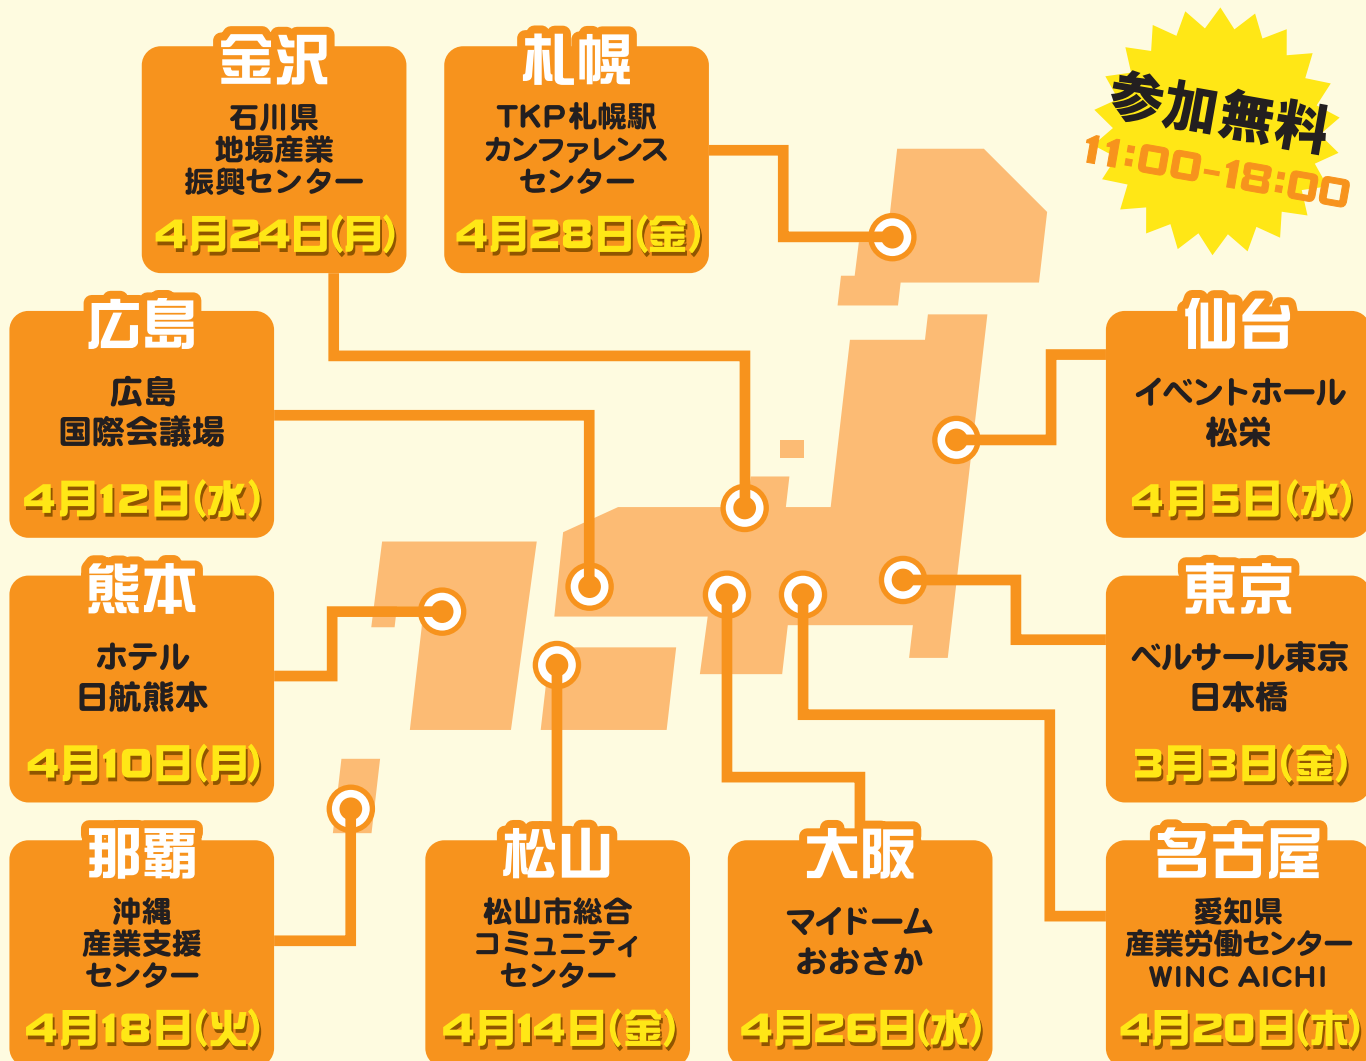 金沢
石川県
地場産業
振興センター
4月24日(月)
札幌
TKP札幌駅
カンファレンス
センター
4月28日(金)
参加無料
11:00-18:00
広島
広島
国際会議場
4月12日(水)
仙台
イベントホール
松栄
4月5日(水)
熊本
ホテル
日航熊本
4月10日(月)
東京
ベルサール東京
日本橋
3月3日(金)
那覇
沖縄
産業支援
センター
4月18日(火)
松山
松山市総合
コミュニティ
センター
4月14日(金)
大阪
マイドーム
おおさか
4月26日(水)
名古屋
愛知県
産業労働センター
WINC AICHI
4月20日(木)